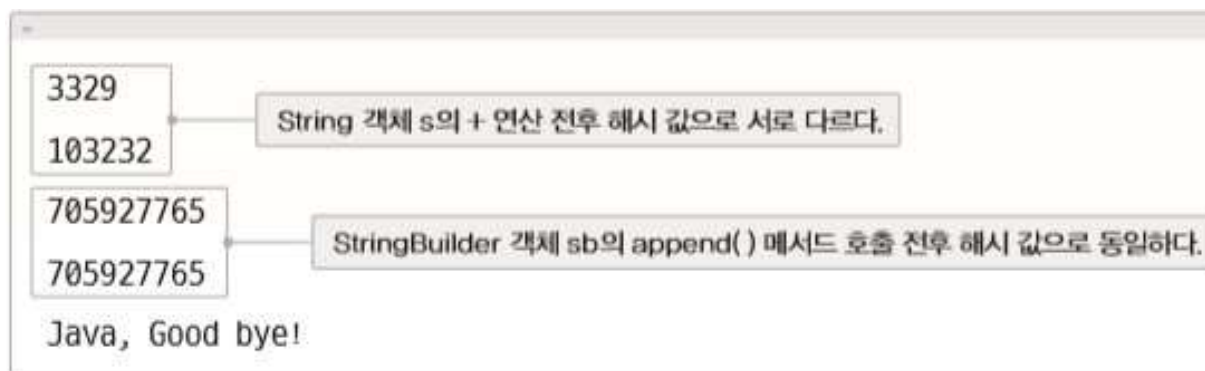 3329
103232
String 객체 s의 + 연산 전후 해시 값으로 서로 다르다.
705927765
705927765
StringBuilder 객체 sb의 append( ) 메서드 호출 전후 해시 값으로 동일하다.
Java, Good bye!